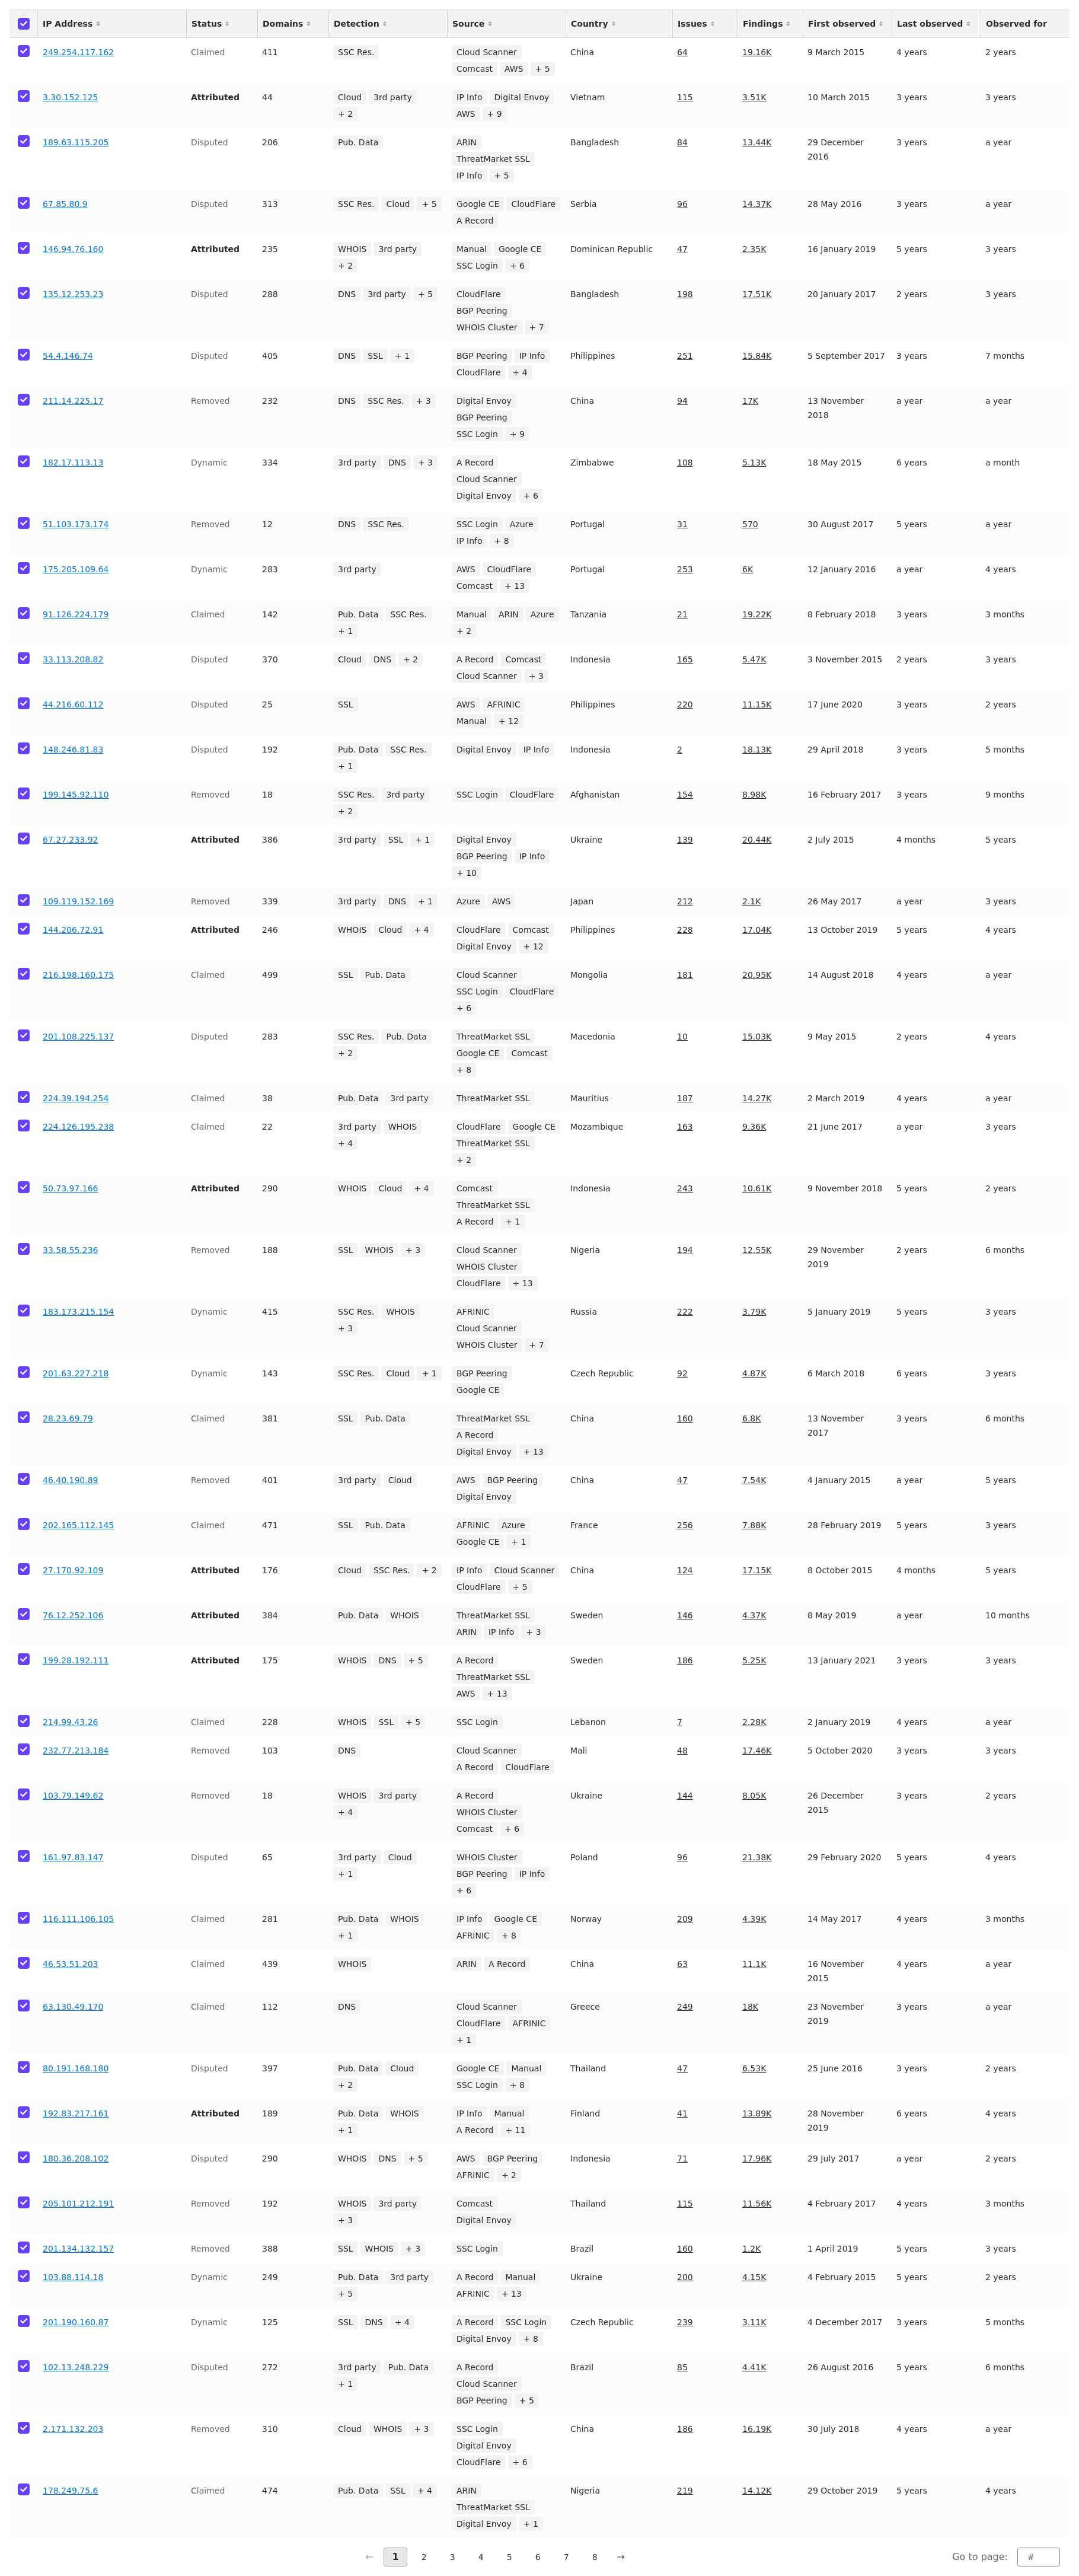 IP Address Status Domains Detection Source Country Issues Findings First observed Last observed Observed for
249.254.117.162 Claimed 411 SSC Res. Cloud Scanner China 64 19.16K 9 March 2015 4 years 2 years
Comcast AWS + 5
3.30.152.125 Attributed 44 Cloud 3rd party IP Info Digital Envoy Vietnam 115 3.51K 10 March 2015 3 years 3 years
+ 2 AWS + 9
189.63.115.205 Disputed 206 Pub. Data ARIN Bangladesh 84 13.44K 29 December 3 years a year
ThreatMarket SSL 2016
IP Info + 5
67.85.80.9 Disputed 313 SSC Res. Cloud + 5 Google CE CloudFlare Serbia 96 14.37K 28 May 2016 3 years a year
A Record
146.94.76.160 Attributed 235 WHOIS 3rd party Manual Google CE Dominican Republic 47 2.35K 16 January 2019 5 years 3 years
+ 2 SSC Login + 6
135.12.253.23 Disputed 288 DNS 3rd party + 5 CloudFlare Bangladesh 198 17.51K 20 January 2017 2 years 3 years
BGP Peering
WHOIS Cluster + 7
54.4.146.74 Disputed 405 DNS SSL + 1 BGP Peering IP Info Philippines 251 15.84K 5 September 2017 3 years 7 months
CloudFlare + 4
211.14.225.17 Removed 232 DNS SSC Res. + 3 Digital Envoy China 94 17K 13 November a year a year
BGP Peering 2018
SSC Login + 9
182.17.113.13 Dynamic 334 3rd party DNS + 3 A Record Zimbabwe 108 5.13K 18 May 2015 6 years a month
Cloud Scanner
Digital Envoy + 6
51.103.173.174 Removed 12 DNS SSC Res. SSC Login Azure Portugal 31 570 30 August 2017 5 years a year
IP Info + 8
175.205.109.64 Dynamic 283 3rd party AWS CloudFlare Portugal 253 6K 12 January 2016 a year 4 years
Comcast + 13
91.126.224.179 Claimed 142 Pub. Data SSC Res. Manual ARIN Azure Tanzania 21 19.22K 8 February 2018 3 years 3 months
+ 1 + 2
33.113.208.82 Disputed 370 Cloud DNS + 2 A Record Comcast Indonesia 165 5.47K 3 November 2015 2 years 3 years
Cloud Scanner + 3
44.216.60.112 Disputed 25 SSL AWS AFRINIC Philippines 220 11.15K 17 June 2020 3 years 2 years
Manual + 12
148.246.81.83 Disputed 192 Pub. Data SSC Res. Digital Envoy IP Info Indonesia 2 18.13K 29 April 2018 3 years 5 months
+ 1
199.145.92.110 Removed 18 SSC Res. 3rd party SSC Login CloudFlare Afghanistan 154 8.98K 16 February 2017 3 years 9 months
+ 2
67.27.233.92 Attributed 386 3rd party SSL + 1 Digital Envoy Ukraine 139 20.44K 2 July 2015 4 months 5 years
BGP Peering IP Info
+ 10
109.119.152.169 Removed 339 3rd party DNS + 1 Azure AWS Japan 212 2.1K 26 May 2017 a year 3 years
144.206.72.91 Attributed 246 WHOIS Cloud + 4 CloudFlare Comcast Philippines 228 17.04K 13 October 2019 5 years 4 years
Digital Envoy + 12
216.198.160.175 Claimed 499 SSL Pub. Data Cloud Scanner Mongolia 181 20.95K 14 August 2018 4 years a year
SSC Login CloudFlare
+ 6
201.108.225.137 Disputed 283 SSC Res. Pub. Data ThreatMarket SSL Macedonia 10 15.03K 9 May 2015 2 years 4 years
+ 2 Google CE Comcast
+ 8
224.39.194.254 Claimed 38 Pub. Data 3rd party ThreatMarket SSL Mauritius 187 14.27K 2 March 2019 4 years a year
224.126.195.238 Claimed 22 3rd party WHOIS CloudFlare Google CE Mozambique 163 9.36K 21 June 2017 a year 3 years
+ 4 ThreatMarket SSL
+ 2
50.73.97.166 Attributed 290 WHOIS Cloud + 4 Comcast Indonesia 243 10.61K 9 November 2018 5 years 2 years
ThreatMarket SSL
A Record + 1
33.58.55.236 Removed 188 SSL WHOIS + 3 Cloud Scanner Nigeria 194 12.55K 29 November 2 years 6 months
WHOIS Cluster 2019
CloudFlare + 13
183.173.215.154 Dynamic 415 SSC Res. WHOIS AFRINIC Russia 222 3.79K 5 January 2019 5 years 3 years
+ 3 Cloud Scanner
WHOIS Cluster + 7
201.63.227.218 Dynamic 143 SSC Res. Cloud + 1 BGP Peering Czech Republic 92 4.87K 6 March 2018 6 years 3 years
Google CE
28.23.69.79 Claimed 381 SSL Pub. Data ThreatMarket SSL China 160 6.8K 13 November 3 years 6 months
A Record 2017
Digital Envoy + 13
46.40.190.89 Removed 401 3rd party Cloud AWS BGP Peering China 47 7.54K 4 January 2015 a year 5 years
Digital Envoy
202.165.112.145 Claimed 471 SSL Pub. Data AFRINIC Azure France 256 7.88K 28 February 2019 5 years 3 years
Google CE + 1
27.170.92.109 Attributed 176 Cloud SSC Res. + 2 IP Info Cloud Scanner China 124 17.15K 8 October 2015 4 months 5 years
CloudFlare + 5
76.12.252.106 Attributed 384 Pub. Data WHOIS ThreatMarket SSL Sweden 146 4.37K 8 May 2019 a year 10 months
ARIN IP Info + 3
199.28.192.111 Attributed 175 WHOIS DNS + 5 A Record Sweden 186 5.25K 13 January 2021 3 years 3 years
ThreatMarket SSL
AWS + 13
214.99.43.26 Claimed 228 WHOIS SSL + 5 SSC Login Lebanon 7 2.28K 2 January 2019 4 years a year
232.77.213.184 Removed 103 DNS Cloud Scanner Mali 48 17.46K 5 October 2020 3 years 3 years
A Record CloudFlare
103.79.149.62 Removed 18 WHOIS 3rd party A Record Ukraine 144 8.05K 26 December 3 years 2 years
+ 4 WHOIS Cluster 2015
Comcast + 6
161.97.83.147 Disputed 65 3rd party Cloud WHOIS Cluster Poland 96 21.38K 29 February 2020 5 years 4 years
+ 1 BGP Peering IP Info
+ 6
116.111.106.105 Claimed 281 Pub. Data WHOIS IP Info Google CE Norway 209 4.39K 14 May 2017 4 years 3 months
+ 1 AFRINIC + 8
46.53.51.203 Claimed 439 WHOIS ARIN A Record China 63 11.1K 16 November 4 years a year
2015
63.130.49.170 Claimed 112 DNS Cloud Scanner Greece 249 18K 23 November 3 years a year
CloudFlare AFRINIC 2019
+ 1
80.191.168.180 Disputed 397 Pub. Data Cloud Google CE Manual Thailand 47 6.53K 25 June 2016 3 years 2 years
+ 2 SSC Login + 8
192.83.217.161 Attributed 189 Pub. Data WHOIS IP Info Manual Finland 41 13.89K 28 November 6 years 4 years
+ 1 A Record + 11 2019
180.36.208.102 Disputed 290 WHOIS DNS + 5 AWS BGP Peering Indonesia 71 17.96K 29 July 2017 a year 2 years
AFRINIC + 2
205.101.212.191 Removed 192 WHOIS 3rd party Comcast Thailand 115 11.56K 4 February 2017 4 years 3 months
+ 3 Digital Envoy
201.134.132.157 Removed 388 SSL WHOIS + 3 SSC Login Brazil 160 1.2K 1 April 2019 5 years 3 years
103.88.114.18 Dynamic 249 Pub. Data 3rd party A Record Manual Ukraine 200 4.15K 4 February 2015 5 years 2 years
+ 5 AFRINIC + 13
201.190.160.87 Dynamic 125 SSL DNS + 4 A Record SSC Login Czech Republic 239 3.11K 4 December 2017 3 years 5 months
Digital Envoy + 8
102.13.248.229 Disputed 272 3rd party Pub. Data A Record Brazil 85 4.41K 26 August 2016 5 years 6 months
+ 1 Cloud Scanner
BGP Peering + 5
2.171.132.203 Removed 310 Cloud WHOIS + 3 SSC Login China 186 16.19K 30 July 2018 4 years a year
Digital Envoy
CloudFlare + 6
178.249.75.6 Claimed 474 Pub. Data SSL + 4 ARIN Nigeria 219 14.12K 29 October 2019 5 years 4 years
ThreatMarket SSL
Digital Envoy + 1
← 1 2 3 4 5 6 7 8 → Go to page: #